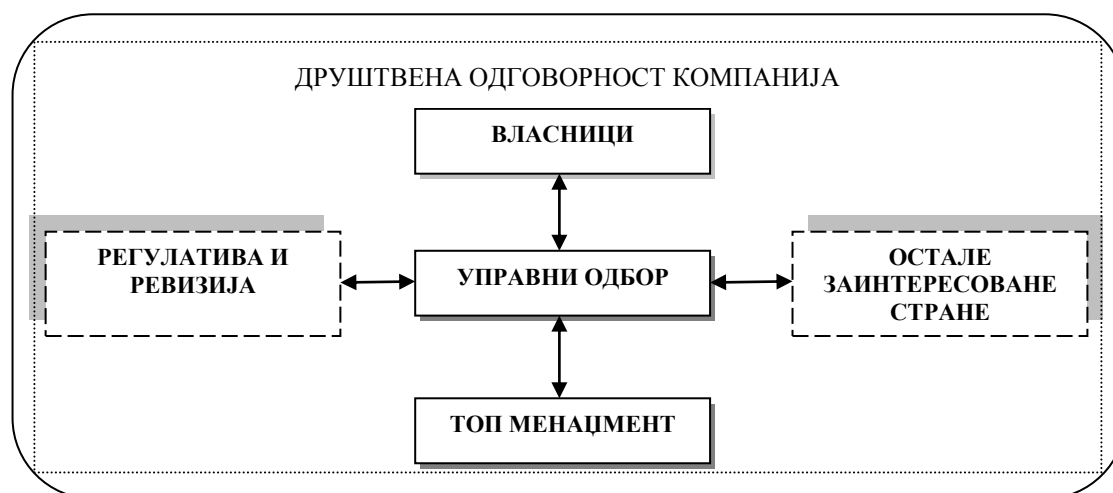 ДРУШТВЕНА ОДГОВОРНОСТ КОМПАНИЈА
ВЛАСНИЦИ
РЕГУЛАТИВА И
РЕВИЗИЈА
УПРАВНИ ОДБОР
ОСТАЛЕ
ЗАИНТЕРЕСОВАНЕ
СТРАНЕ
ТОП МЕНАЏМЕНТ